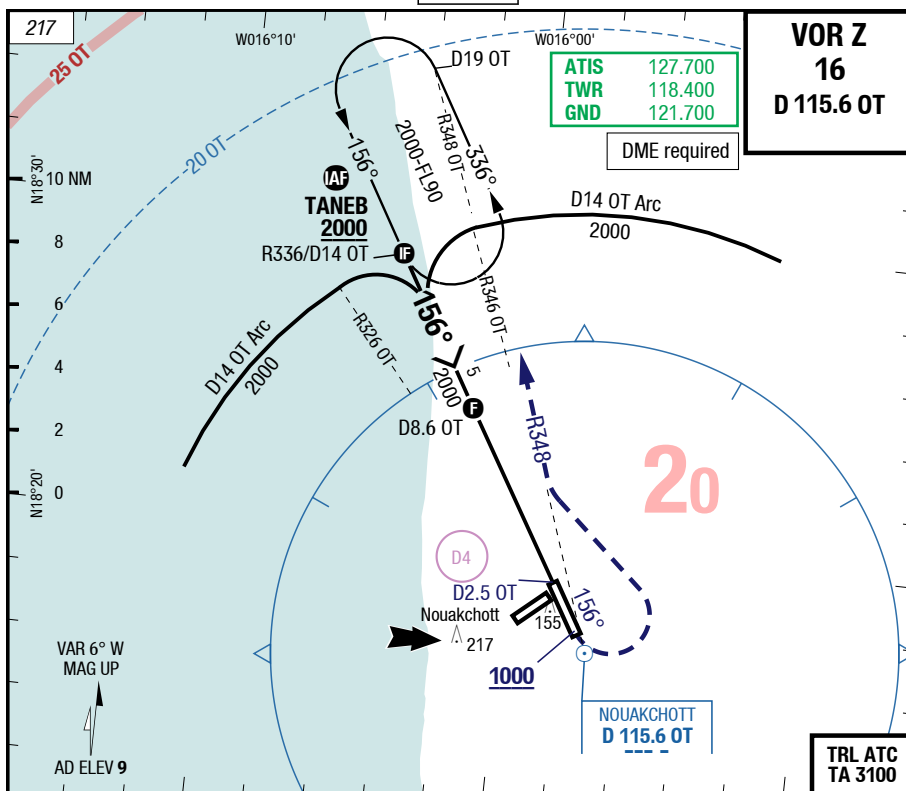 217
W016°10'
W016°00'
VOR Z
16
D 115.6 OT
25 OT
D19 OT
ATIS 127.700
TWR 118.400
GND 121.700
DME required
20 OT
N18°30'
10 NM
156°
2000-FL90
R348 OT
336°
IAF
TANEB
2000
D14 OT Arc
2000
8
R336/D14 OT
IF
6
156°
R346 OT
R326 OT
D14 OT Arc
2000
4
2000
5
F
D8.6 OT
2
R348
20
N18°20'
0
D4
D2.5 OT
156°
Nouakchott
155
217
1000
VAR 6° W
MAG UP
NOUAKCHOTT
D 115.6 OT
AD ELEV 9
TRL ATC
TA 3100